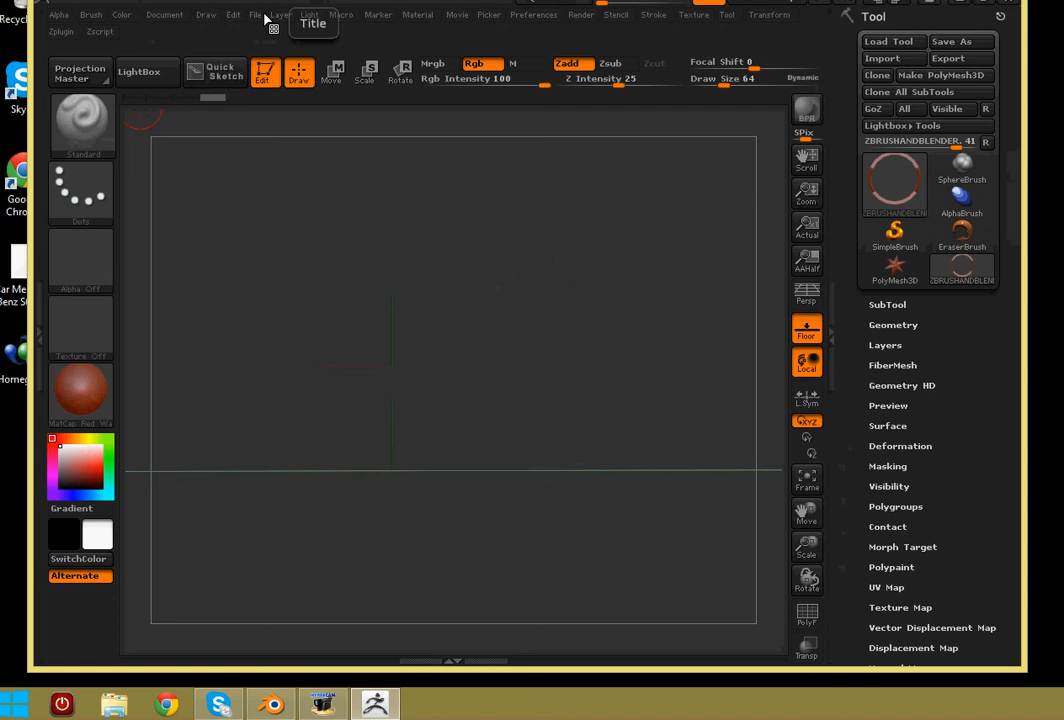 Alpha Brush Color Document Draw Edit File Layer Light Macro Marker Material Movie Picker Preferences Render Stencil Stroke Texture Tool Transform
Title
Zplugin Zscript
Projection
Master
LightBox
Quick
Sketch
Edit
Draw
Move
Scale
Rotate
Mrgb Rgb M
Rgb Intensity 100
Zadd Zsub Zcut
Z Intensity 25
Focal Shift 0
Draw Size 64
Dynamic
Standard
Dots
Alpha Off
Texture Off
MatCap Red Wa
Gradient
SwitchColor
Alternate
BPR
SPix
Scroll
Zoom
Actual
AAHalf
Persp
Floor
Local
L.Sym
XYZ
Frame
Move
Scale
Rotate
PolyF
Transp
Tool
Load Tool Save As
Import Export
Clone Make PolyMesh3D
Clone All SubTools
GoZ All Visible R
Lightbox▸Tools
ZBRUSHANDBLENDER. 41 R
SphereBrush
AlphaBrush
SimpleBrush
EraserBrush
PolyMesh3D
SubTool
Geometry
Layers
FiberMesh
Geometry HD
Preview
Surface
Deformation
Masking
Visibility
Polygroups
Contact
Morph Target
Polypaint
UV Map
Texture Map
Vector Displacement Map
Displacement Map